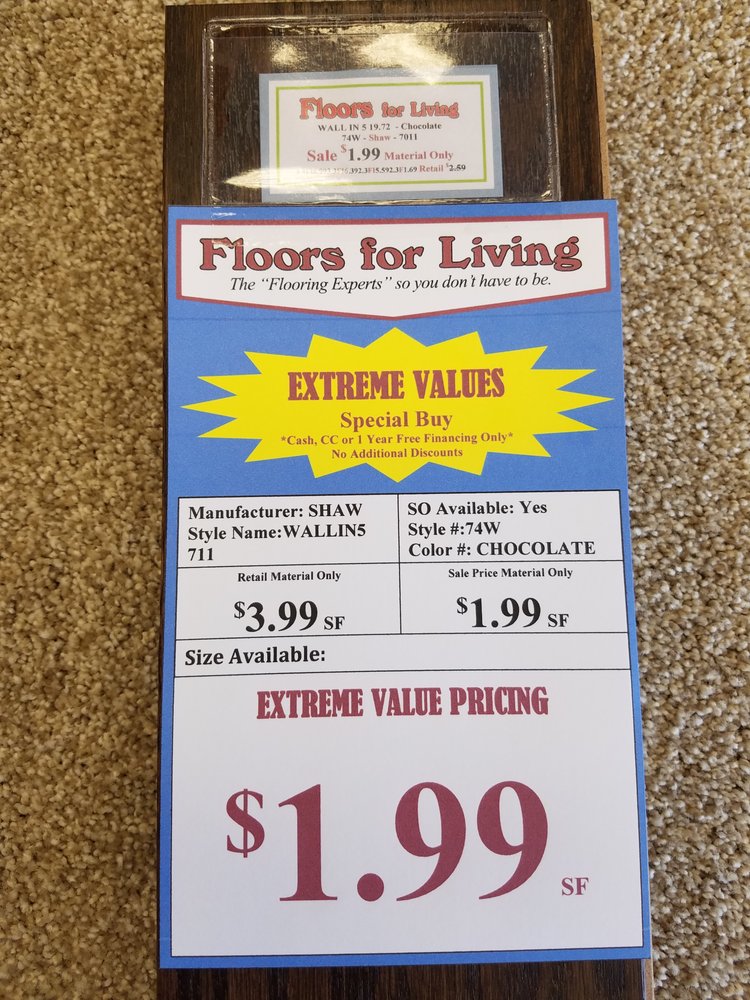 Floors for Living
WALL IN 5 19.72 - Chocolate
74W - Shaw - 7011
Sale $1.99 Material Only
Retail $2.59
Floors for Living
The "Flooring Experts" so you don't have to be.
EXTREME VALUES
Special Buy
*Cash, CC or 1 Year Free Financing Only*
No Additional Discounts
Manufacturer: SHAW
Style Name:WALLIN5
711
SO Available: Yes
Style #:74W
Color #: CHOCOLATE
Retail Material Only
$3.99 SF
Sale Price Material Only
$1.99 SF
Size Available:
EXTREME VALUE PRICING
$1.99 SF